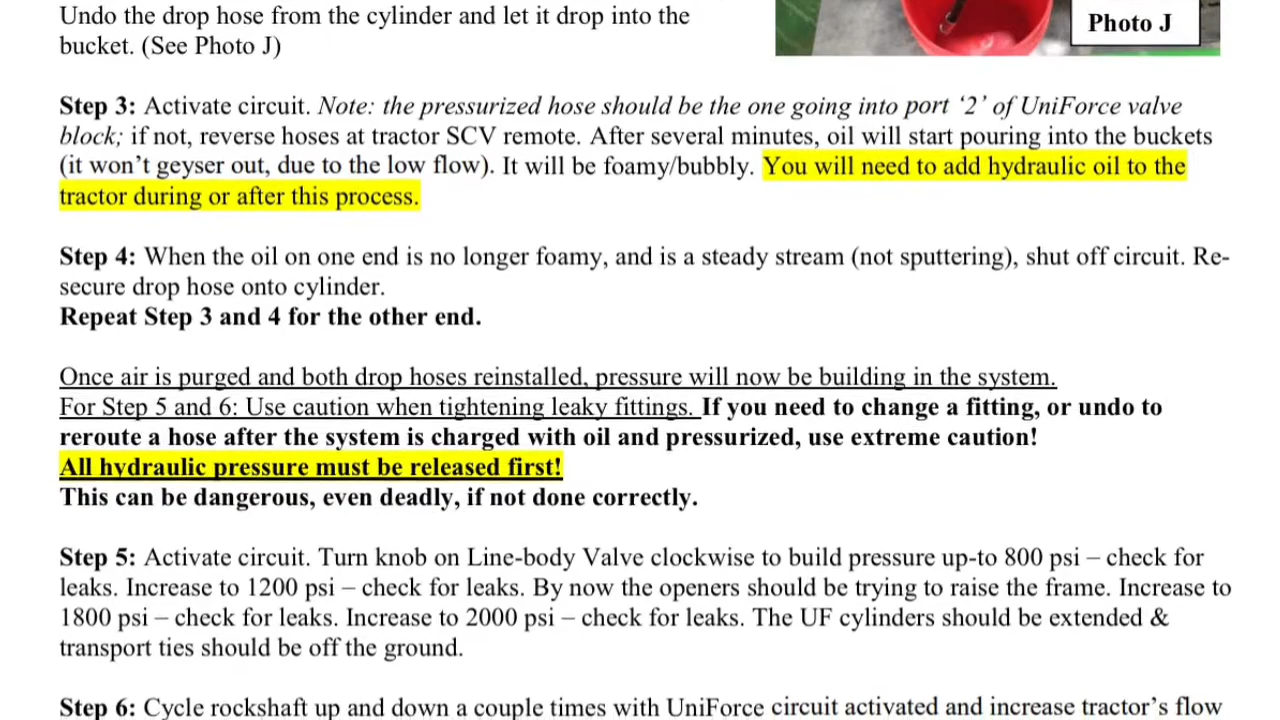 Undo the drop hose from the cylinder and let it drop into the
bucket. (See Photo J)
Photo J
Step 3: Activate circuit. Note: the pressurized hose should be the one going into port ‘2’ of UniForce valve
block; if not, reverse hoses at tractor SCV remote. After several minutes, oil will start pouring into the buckets
(it won’t geyser out, due to the low flow). It will be foamy/bubbly. You will need to add hydraulic oil to the
tractor during or after this process.
Step 4: When the oil on one end is no longer foamy, and is a steady stream (not sputtering), shut off circuit. Re-
secure drop hose onto cylinder.
Repeat Step 3 and 4 for the other end.
Once air is purged and both drop hoses reinstalled, pressure will now be building in the system.
For Step 5 and 6: Use caution when tightening leaky fittings. If you need to change a fitting, or undo to
reroute a hose after the system is charged with oil and pressurized, use extreme caution!
All hydraulic pressure must be released first!
This can be dangerous, even deadly, if not done correctly.
Step 5: Activate circuit. Turn knob on Line-body Valve clockwise to build pressure up-to 800 psi – check for
leaks. Increase to 1200 psi – check for leaks. By now the openers should be trying to raise the frame. Increase to
1800 psi – check for leaks. Increase to 2000 psi – check for leaks. The UF cylinders should be extended &
transport ties should be off the ground.
Step 6: Cycle rockshaft up and down a couple times with UniForce circuit activated and increase tractor’s flow